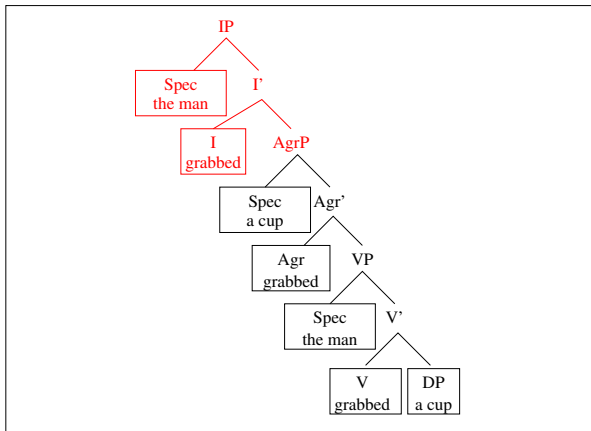 IP
Spec I'
the man
I AgrP
grabbed
Spec Agr'
a cup
Agr VP
grabbed
Spec V'
the man
V DP
grabbed a cup